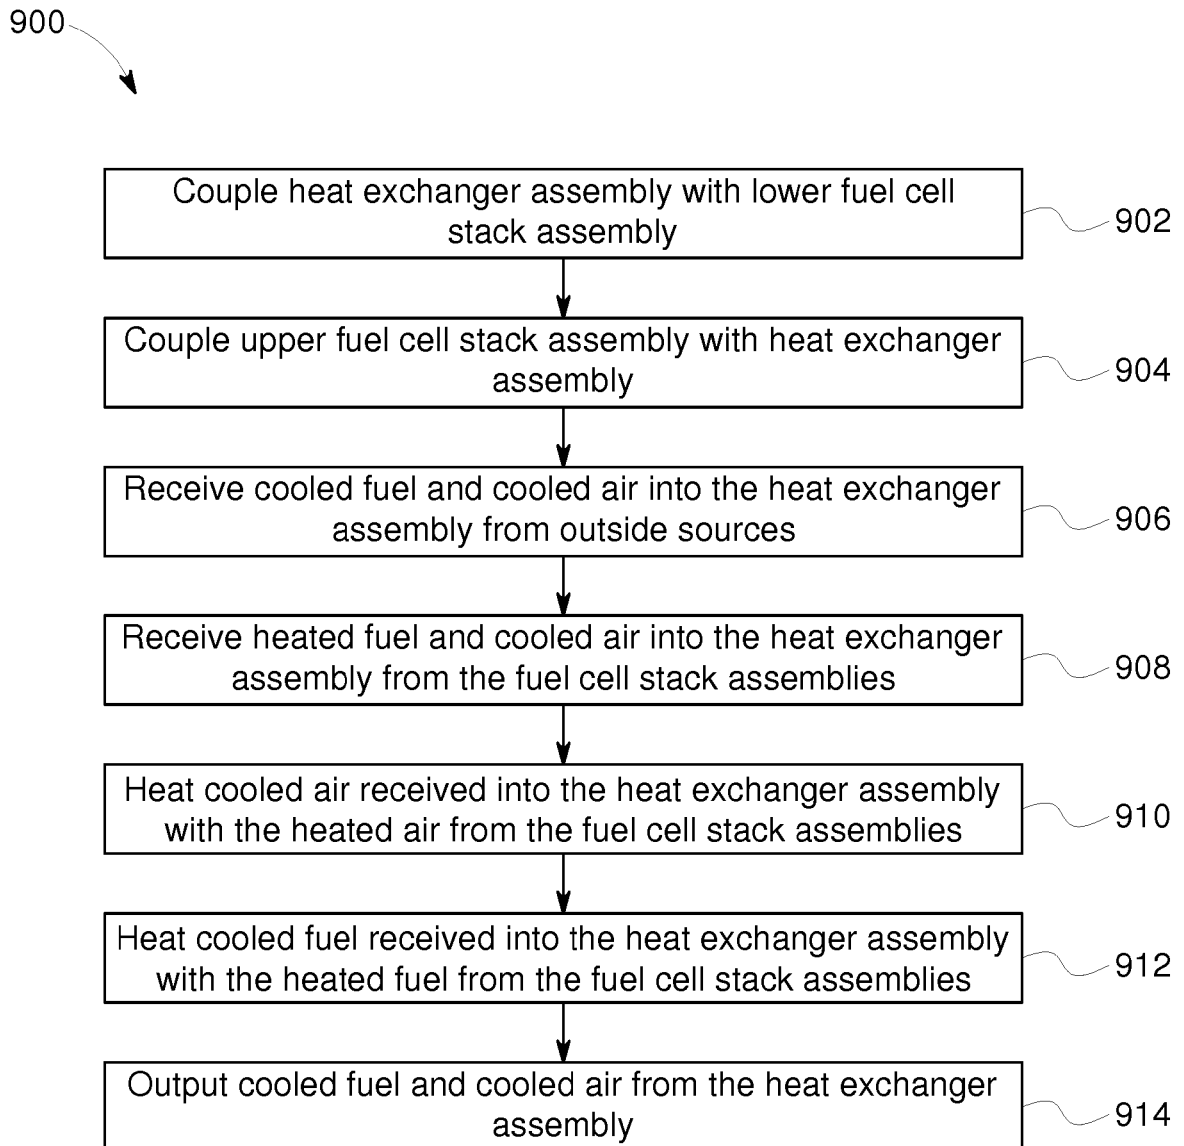 900
Couple heat exchanger assembly with lower fuel cell
stack assembly
902
Couple upper fuel cell stack assembly with heat exchanger
assembly
904
Receive cooled fuel and cooled air into the heat exchanger
assembly from outside sources
906
Receive heated fuel and cooled air into the heat exchanger
assembly from the fuel cell stack assemblies
908
Heat cooled air received into the heat exchanger assembly
with the heated air from the fuel cell stack assemblies
910
Heat cooled fuel received into the heat exchanger assembly
with the heated fuel from the fuel cell stack assemblies
912
Output cooled fuel and cooled air from the heat exchanger
assembly
914